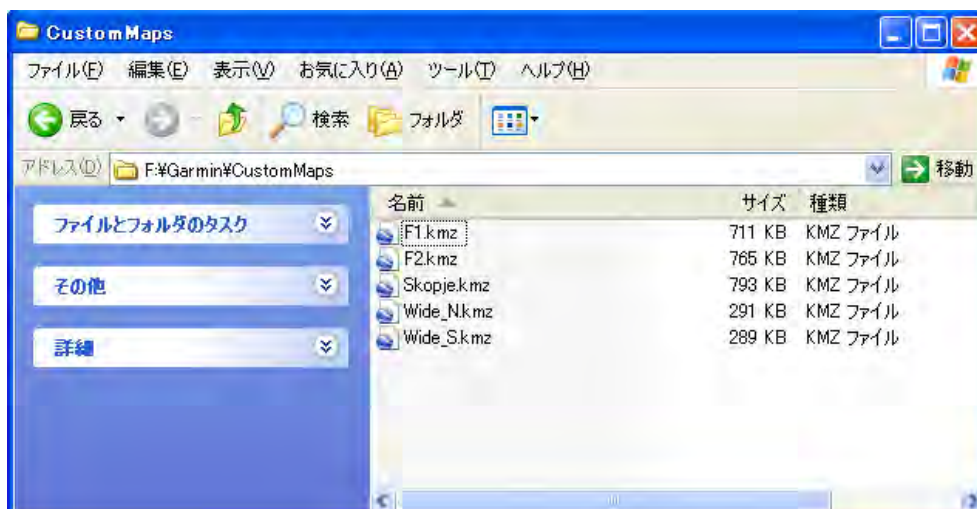 CustomMaps
ファイル(F) 編集(E) 表示(V) お気に入り(A) ツール(T) ヘルプ(H)
戻る 検索 フォルダ
アドレス(D) F:¥Garmin¥CustomMaps 移動
ファイルとフォルダのタスク
その他
詳細
名前 サイズ 種類
F1.kmz 711 KB KMZ ファイル
F2.kmz 765 KB KMZ ファイル
Skopje.kmz 793 KB KMZ ファイル
Wide_N.kmz 291 KB KMZ ファイル
Wide_S.kmz 289 KB KMZ ファイル